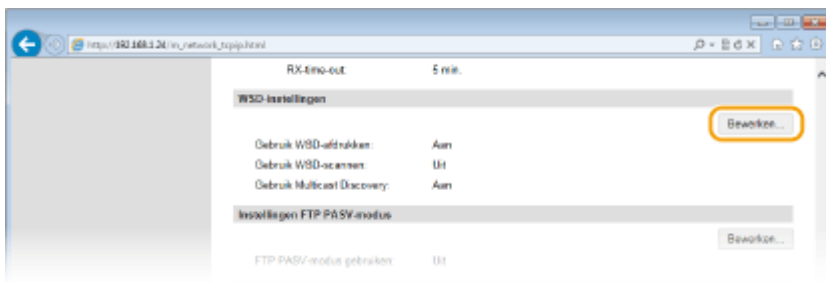 http://192.168.1.24/m_network_tcpip.html
RX-time-out: 5 min.
WSD-instellingen
Bewerken...
Gebruik WSD-afdrukken: Aan
Gebruik WSD-scannen: Uit
Gebruik Multicast Discovery: Aan
Instellingen FTP PASV-modus
Bewerken...
FTP PASV-modus gebruiken: Uit